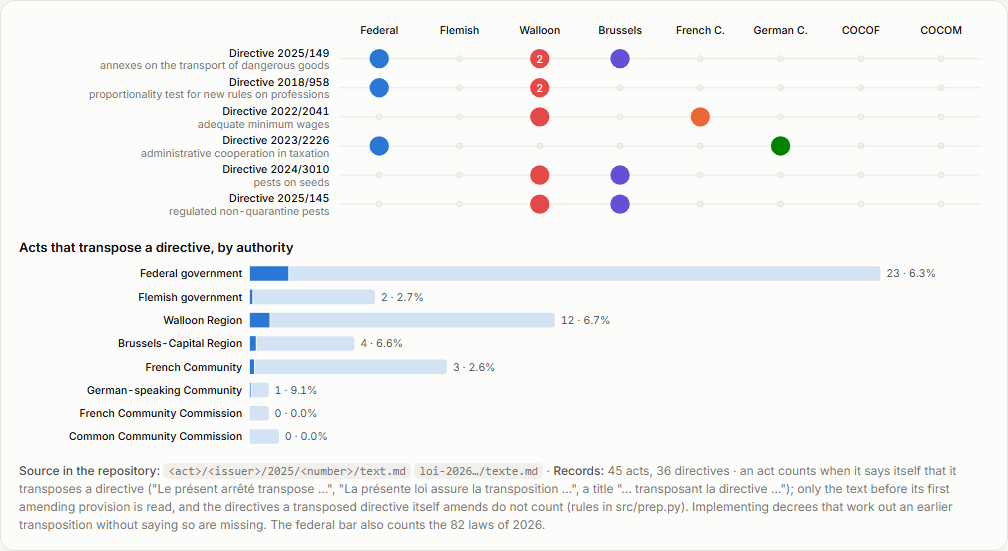 Federal Flemish Walloon Brussels French C. German C. COCOF COCOM
Directive 2025/149
annexes on the transport of dangerous goods
2
Directive 2018/958
proportionality test for new rules on professions
2
Directive 2022/2041
adequate minimum wages
Directive 2023/2226
administrative cooperation in taxation
Directive 2024/3010
pests on seeds
Directive 2025/145
regulated non-quarantine pests
Acts that transpose a directive, by authority
Federal government 23 · 6.3%
Flemish government 2 · 2.7%
Walloon Region 12 · 6.7%
Brussels-Capital Region 4 · 6.6%
French Community 3 · 2.6%
German-speaking Community 1 · 9.1%
French Community Commission 0 · 0.0%
Common Community Commission 0 · 0.0%
Source in the repository: <act>/<issuer>/2025/<number>/text.md loi-2026…/texte.md · Records: 45 acts, 36 directives · an act counts when it says itself that it
transposes a directive ("Le présent arrêté transpose …", "La présente loi assure la transposition …", a title "… transposant la directive …"); only the text before its first
amending provision is read, and the directives a transposed directive itself amends do not count (rules in src/prep.py). Implementing decrees that work out an earlier
transposition without saying so are missing. The federal bar also counts the 82 laws of 2026.